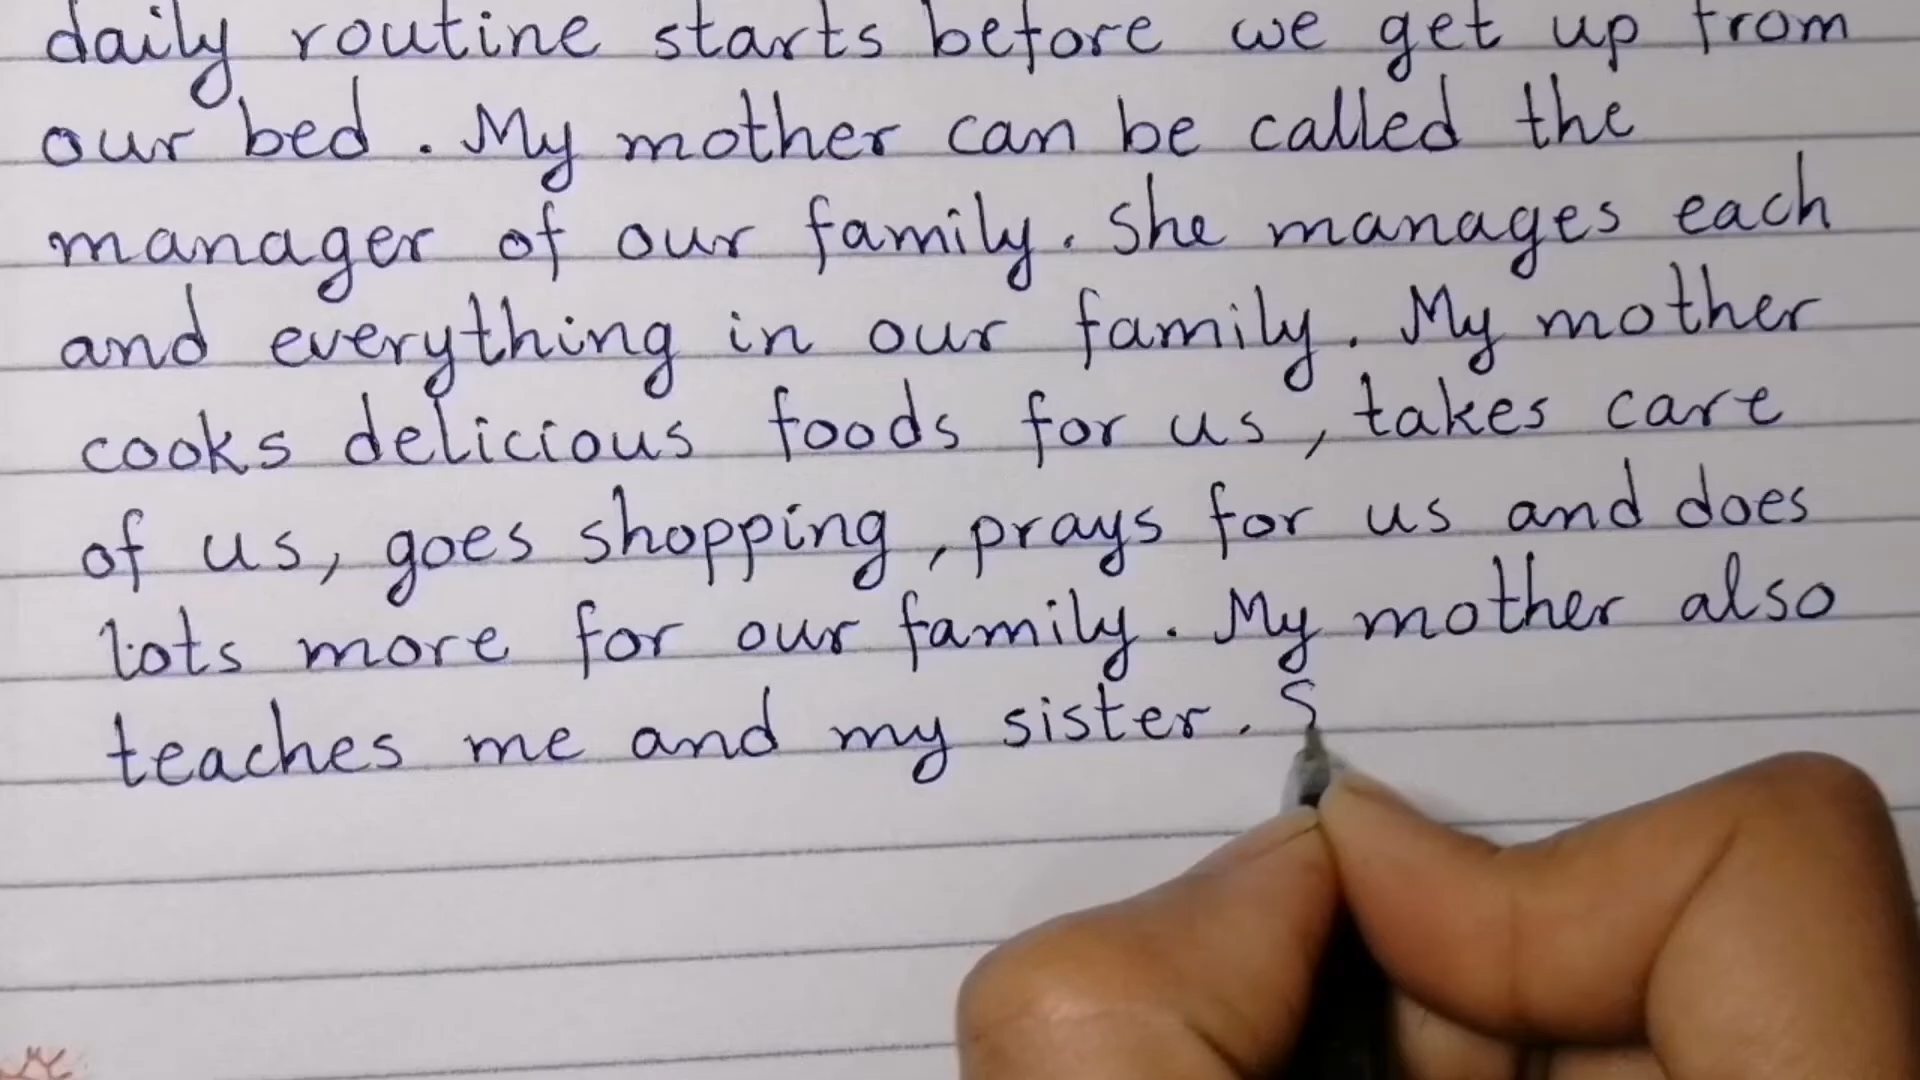 daily routine starts before we get up from
our bed. My mother can be called the
manager of our family. She manages each
and everything in our family. My mother
cooks delicious foods for us, takes care
of us, goes shopping, prays for us and does
lots more for our family. My mother also
teaches me and my sister. S